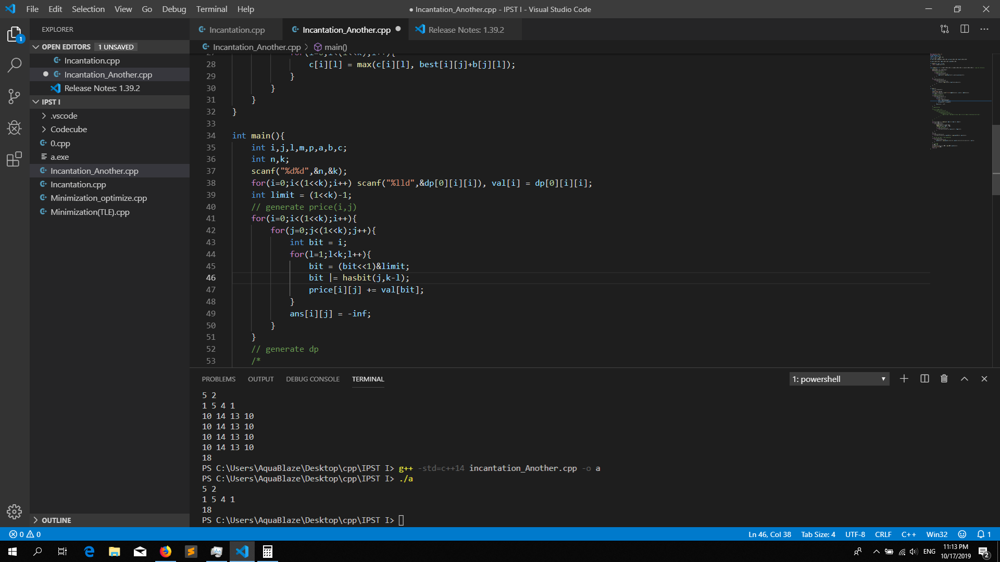 File Edit Selection View Go Debug Terminal Help
● Incantation_Another.cpp - IPST I - Visual Studio Code
EXPLORER
OPEN EDITORS 1 UNSAVED
Incantation.cpp
Incantation_Another.cpp
Release Notes: 1.39.2
IPST I
.vscode
Codecube
0.cpp
a.exe
Incantation_Another.cpp
Incantation.cpp
Minimization_optimize.cpp
Minimization(TLE).cpp
OUTLINE
1
Incantation.cpp Incantation_Another.cpp Release Notes: 1.39.2
Incantation_Another.cpp > main()
27 for(l=0;l<(1<<k);l++){
28 c[i][l] = max(c[i][l], best[i][j]+b[j][l]);
29 }
30 }
31 }
32 }
33
34 int main(){
35 int i,j,l,m,p,a,b,c;
36 int n,k;
37 scanf("%d%d",&n,&k);
38 for(i=0;i<(1<<k);i++) scanf("%lld",&dp[0][i][i]), val[i] = dp[0][i][i];
39 int limit = (1<<k)-1;
40 // generate price(i,j)
41 for(i=0;i<(1<<k);i++){
42 for(j=0;j<(1<<k);j++){
43 int bit = i;
44 for(l=1;l<k;l++){
45 bit = (bit<<1)&limit;
46 bit |= hasbit(j,k-l);
47 price[i][j] += val[bit];
48 }
49 ans[i][j] = -inf;
50 }
51 }
52 // generate dp
53 /*
PROBLEMS OUTPUT DEBUG CONSOLE TERMINAL 1: powershell
5 2
1 5 4 1
10 14 13 10
10 14 13 10
10 14 13 10
10 14 13 10
18
PS C:\Users\AquaBlaze\Desktop\cpp\IPST I> g++ -std=c++14 incantation_Another.cpp -o a
PS C:\Users\AquaBlaze\Desktop\cpp\IPST I> ./a
5 2
1 5 4 1
18
PS C:\Users\AquaBlaze\Desktop\cpp\IPST I>
0 0 Ln 46, Col 38 Tab Size: 4 UTF-8 CRLF C++ Win32 1
ENG 11:13 PM
10/17/2019 2